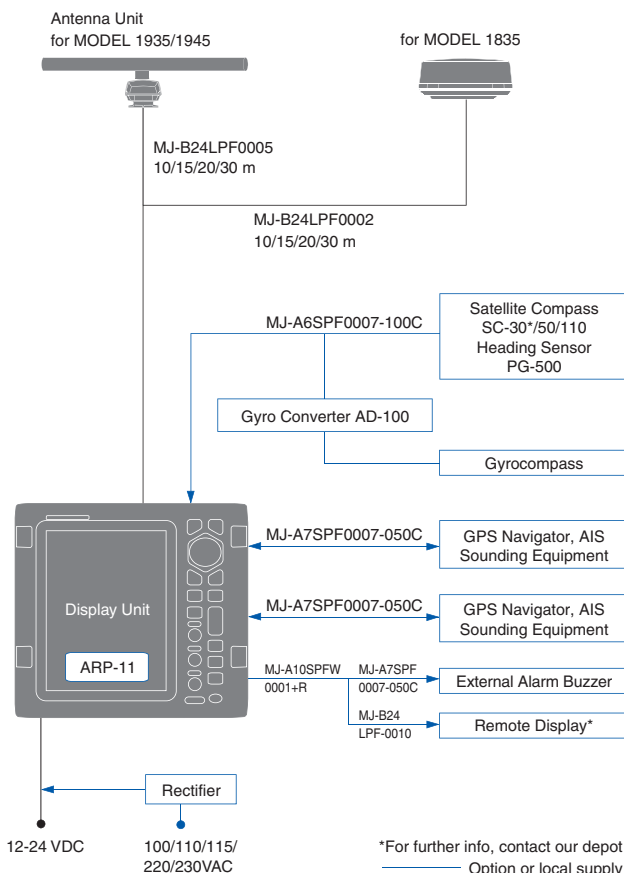 Antenna Unit
for MODEL 1935/1945
for MODEL 1835
MJ-B24LPF0005
10/15/20/30 m
MJ-B24LPF0002
10/15/20/30 m
MJ-A6SPF0007-100C
Satellite Compass
SC-30*/50/110
Heading Sensor
PG-500
Gyro Converter AD-100
Gyrocompass
MJ-A7SPF0007-050C
GPS Navigator, AIS
Sounding Equipment
Display Unit
MJ-A7SPF0007-050C
GPS Navigator, AIS
Sounding Equipment
ARP-11
MJ-A10SPFW
0001+R
MJ-A7SPF
0007-050C
External Alarm Buzzer
MJ-B24
LPF-0010
Remote Display*
Rectifier
12-24 VDC
100/110/115/
220/230VAC
*For further info, contact our depot
Option or local supply